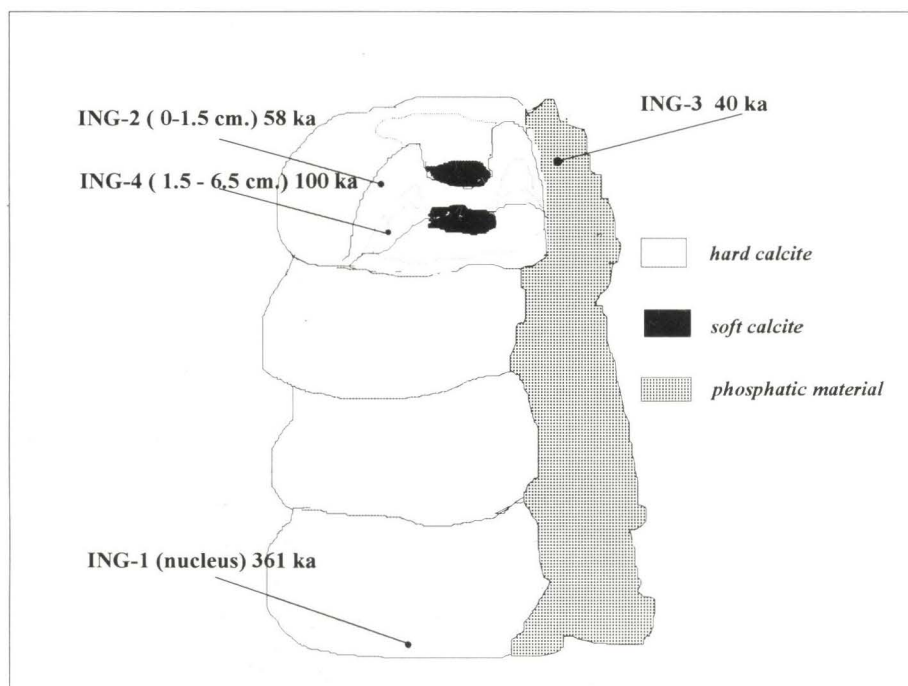 ING-2 ( 0-1.5 cm.) 58 ka
ING-3 40 ka
ING-4 ( 1.5 - 6.5 cm.) 100 ka
hard calcite
soft calcite
phosphatic material
ING-1 (nucleus) 361 ka